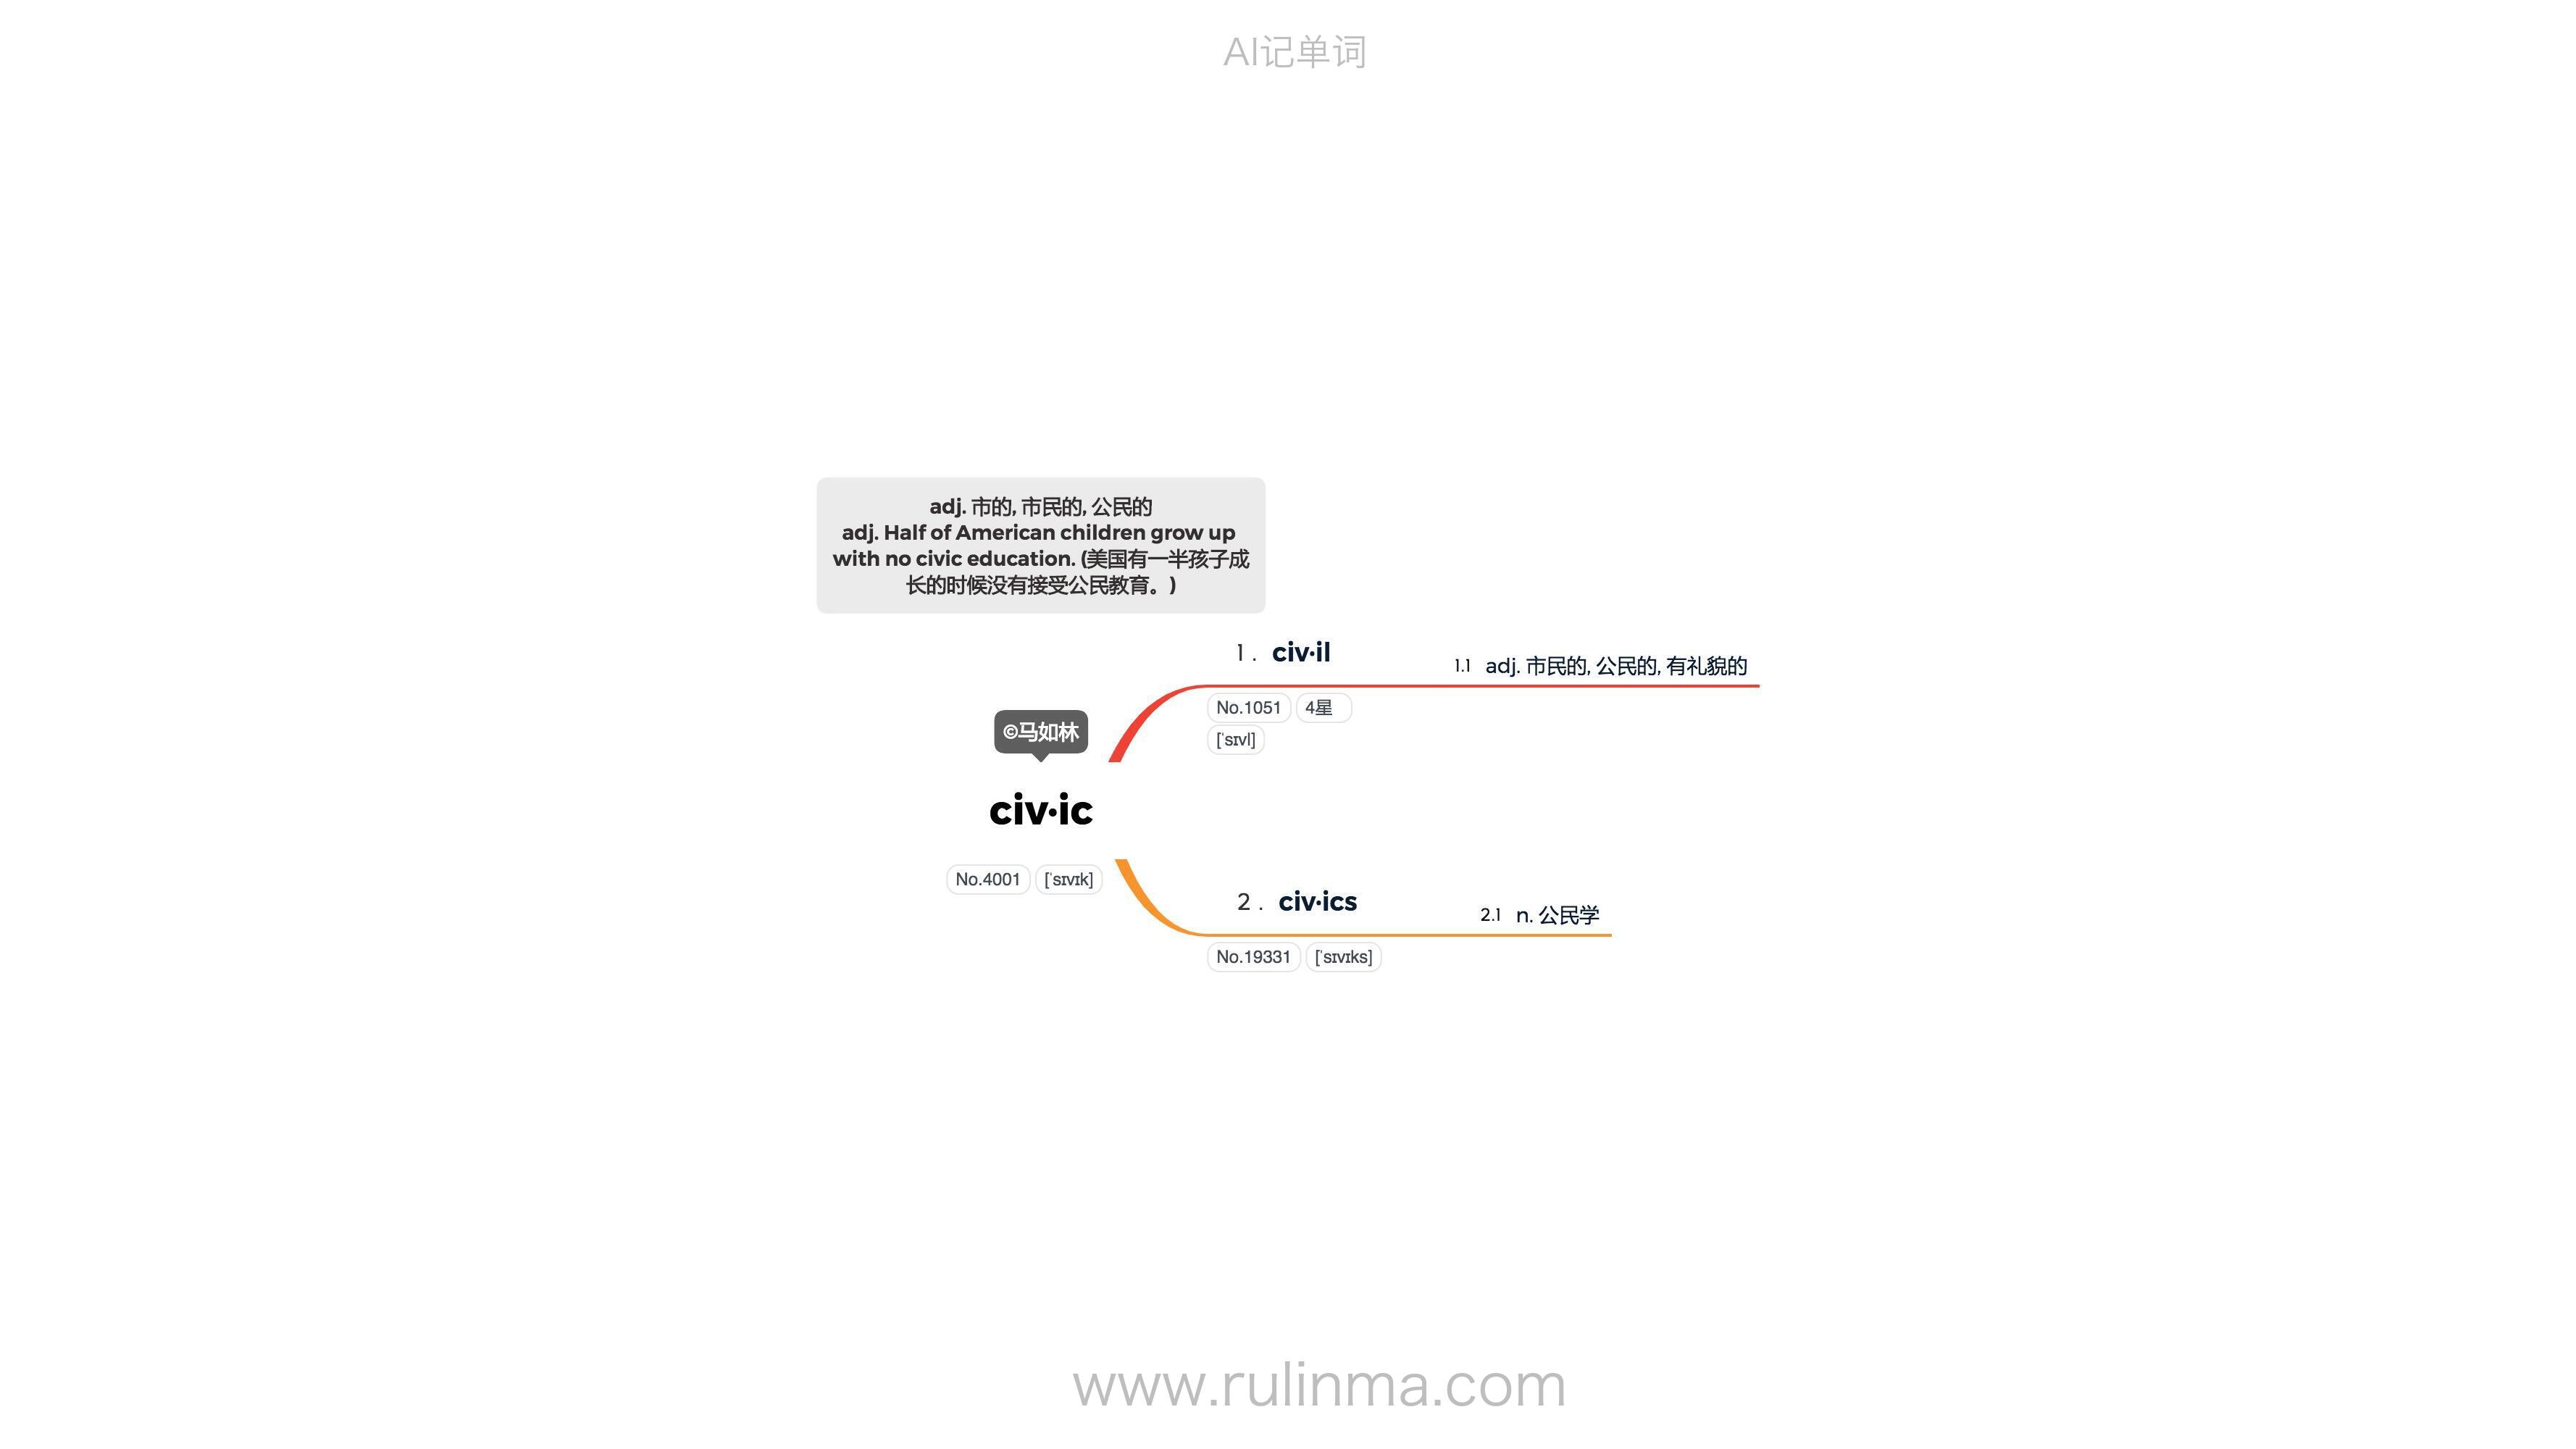 AI记单词
adj. 市的, 市民的, 公民的
adj. Half of American children grow up
with no civic education. (美国有一半孩子成
长的时候没有接受公民教育。)
©马如林
civ·ic
No.4001 [ˈsɪvɪk]
1 . civ·il
1.1 adj. 市民的, 公民的, 有礼貌的
No.1051 4星
[ˈsɪvl]
2 . civ·ics
2.1 n. 公民学
No.19331 [ˈsɪvɪks]
www.rulinma.com